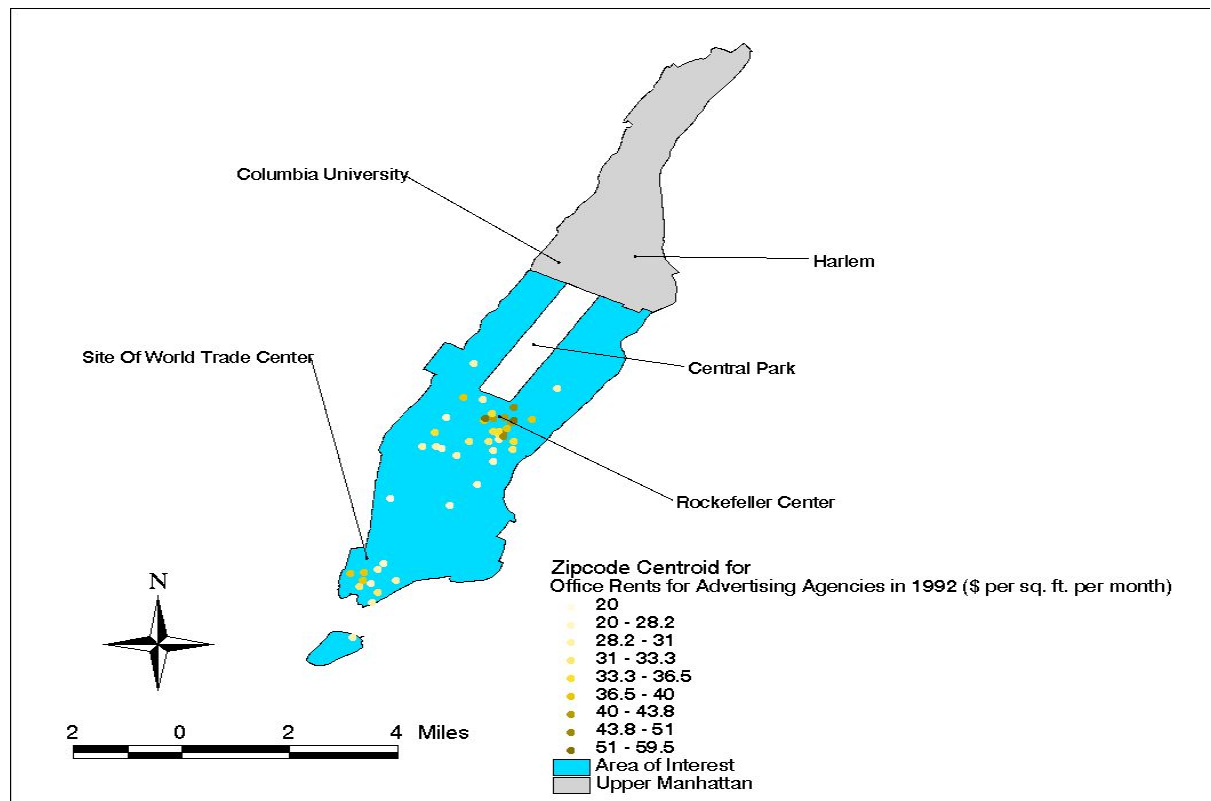 Columbia University
Harlem
Site Of World Trade Center
Central Park
Rockefeller Center
N
Zipcode Centroid for
Office Rents for Advertising Agencies in 1992 ($ per sq. ft. per month)
20
20 - 28.2
28.2 - 31
31 - 33.3
33.3 - 36.5
36.5 - 40
40 - 43.8
43.8 - 51
51 - 59.5
Area of Interest
Upper Manhattan
2 0 2 4 Miles